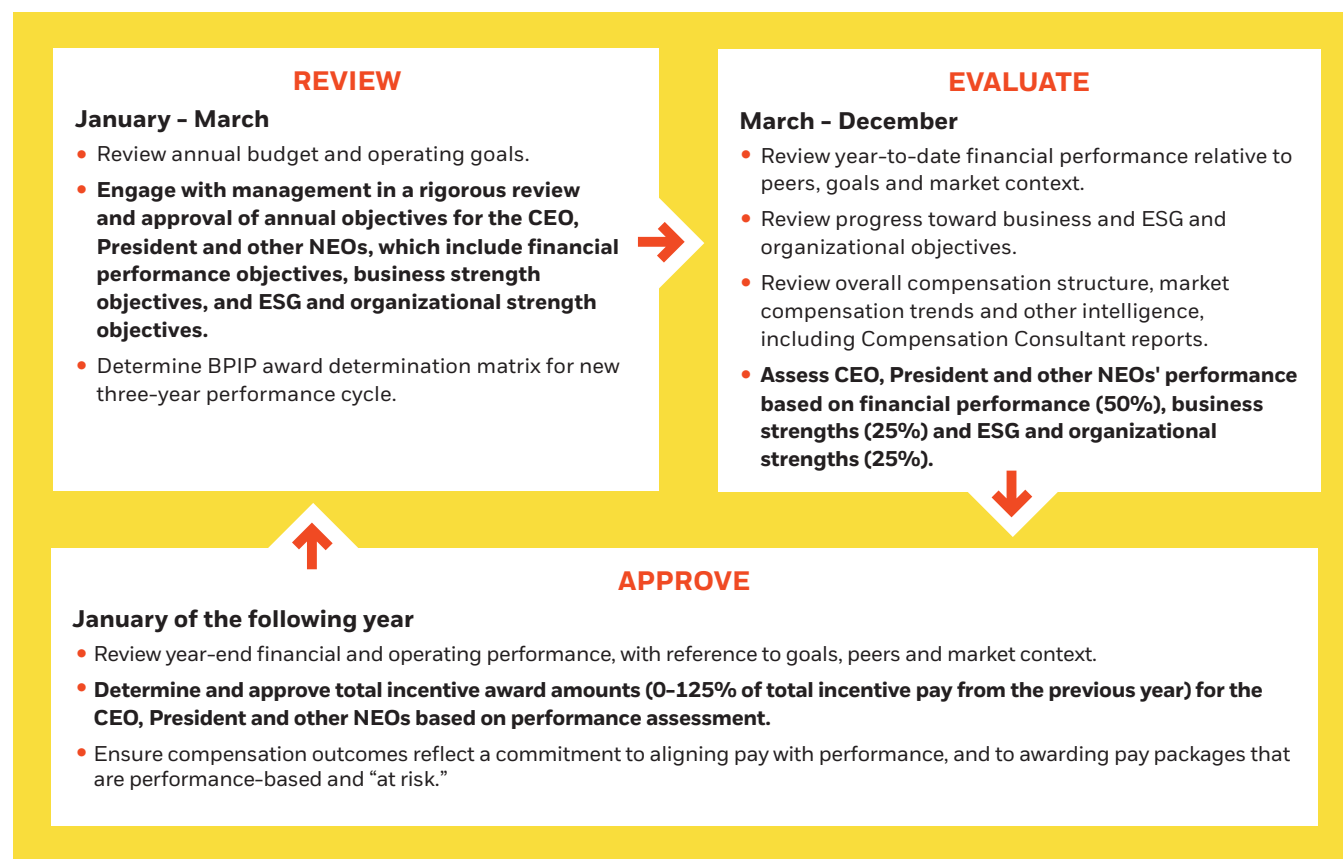 REVIEW
January – March
• Review annual budget and operating goals.
• Engage with management in a rigorous review
and approval of annual objectives for the CEO,
President and other NEOs, which include financial
performance objectives, business strength
objectives, and ESG and organizational strength
objectives.
• Determine BPIP award determination matrix for new
three-year performance cycle.
EVALUATE
March – December
• Review year-to-date financial performance relative to
peers, goals and market context.
• Review progress toward business and ESG and
organizational objectives.
• Review overall compensation structure, market
compensation trends and other intelligence,
including Compensation Consultant reports.
• Assess CEO, President and other NEOs' performance
based on financial performance (50%), business
strengths (25%) and ESG and organizational
strengths (25%).
APPROVE
January of the following year
• Review year-end financial and operating performance, with reference to goals, peers and market context.
• Determine and approve total incentive award amounts (0-125% of total incentive pay from the previous year) for the
CEO, President and other NEOs based on performance assessment.
• Ensure compensation outcomes reflect a commitment to aligning pay with performance, and to awarding pay packages that
are performance-based and “at risk.”